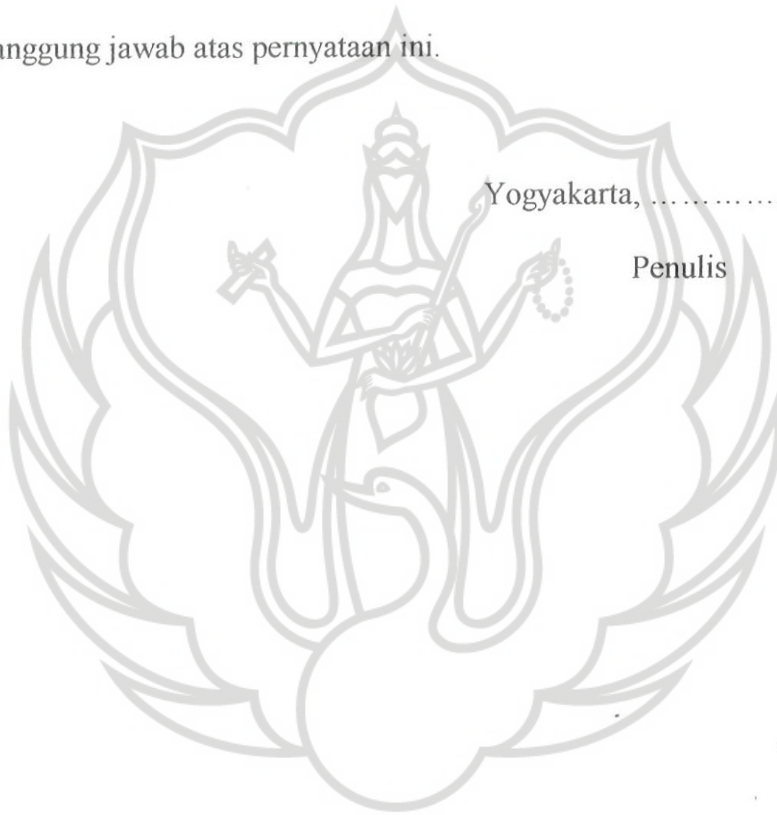 anggung jawab atas pernyataan ini.
Yogyakarta, ............
Penulis